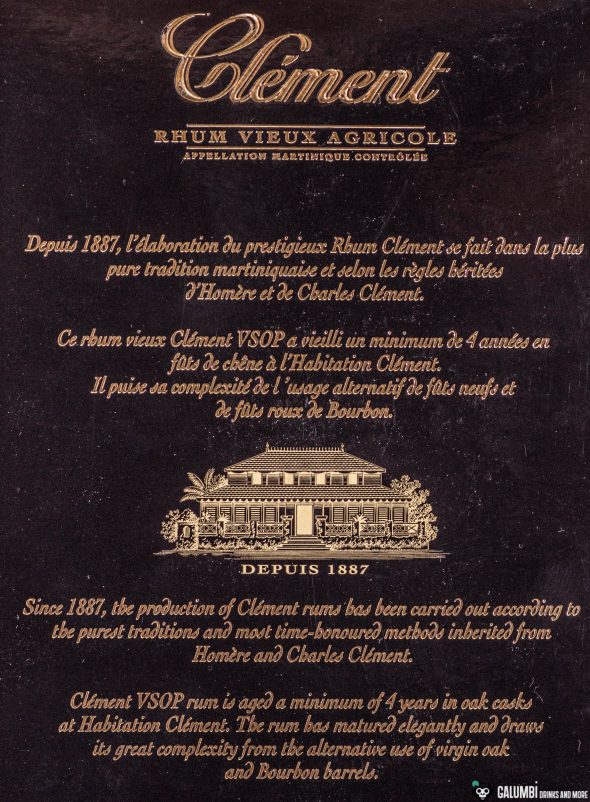 Clément
RHUM VIEUX AGRICOLE
APPELLATION MARTINIQUE CONTRÔLÉE
Depuis 1887, l'élaboration du prestigieux Rhum Clément se fait dans la plus
pure tradition martiniquaise et selon les règles héritées
d'Homère et de Charles Clément.
Ce rhum vieux Clément VSOP a vieilli un minimum de 4 années en
fûts de chêne à l'Habitation Clément.
Il puise sa complexité de l'usage alternatif de fûts neufs et
de fûts roux de Bourbon.
DEPUIS 1887
Since 1887, the production of Clément rums has been carried out according to
the purest traditions and most time-honoured methods inherited from
Homère and Charles Clément.
Clément VSOP rum is aged a minimum of 4 years in oak casks
at Habitation Clément. The rum has matured elegantly and draws
its great complexity from the alternative use of virgin oak
and Bourbon barrels.
GALUMBI DRINKS AND MORE